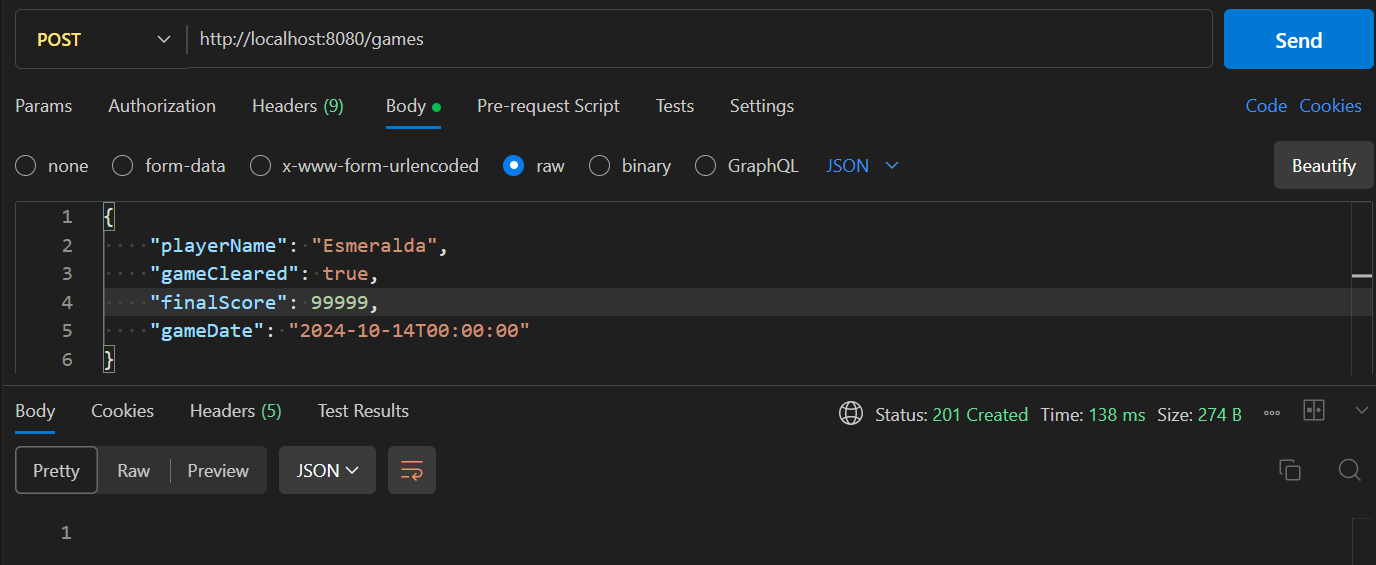 POST http://localhost:8080/games Send
Params Authorization Headers (9) Body Pre-request Script Tests Settings Code Cookies
none form-data x-www-form-urlencoded raw binary GraphQL JSON Beautify
1 {
2 "playerName": "Esmeralda",
3 "gameCleared": true,
4 "finalScore": 99999,
5 "gameDate": "2024-10-14T00:00:00"
6 }
Body Cookies Headers (5) Test Results Status: 201 Created Time: 138 ms Size: 274 B
Pretty Raw Preview JSON
1